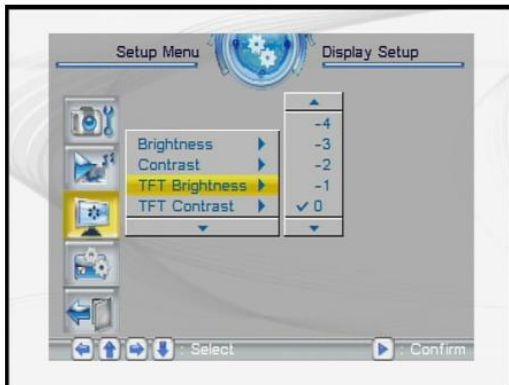 Setup Menu
Display Setup
Brightness
Contrast
TFT Brightness
TFT Contrast
-4
-3
-2
-1
0
: Select
: Confirm